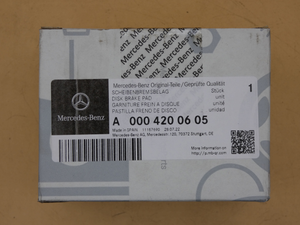 Mercedes-Benz
Mercedes-Benz Original-Teile / Geprüfte Qualität
SCHEIBENBREMSBELAG Stück 1
DISK BRAKE PAD unit
GARNITURE FREIN A DISQUE unité
PASTILLA FRENO DE DISCO unidad
A 000 420 06 05
Made in SPAIN
Mercedes-Benz AG, Mercedesstr. 120, 70372 Stuttgart, DE
More Information on!